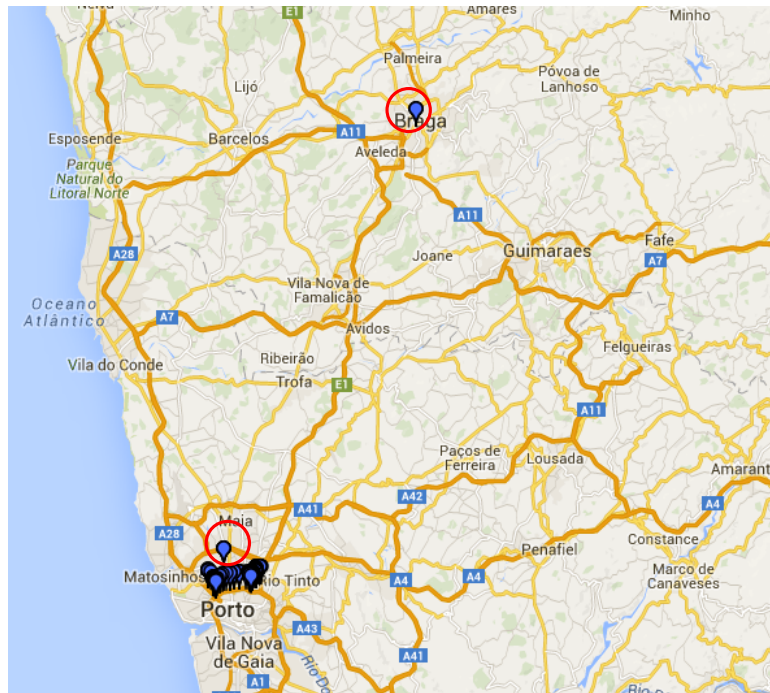 Neiva
E1
Amares
Minho
Palmeira
Lijó
Póvoa de
Lanhoso
Braga
A11
Esposende
Barcelos
Aveleda
Parque
Natural do
Litoral Norte
A11
A28
Joane
Guimaraes
Fafe
A7
Vila Nova de
Famalicão
Oceano
Atlântico
A7
Avidos
Vila do Conde
Ribeirão
Trofa
E1
Felgueiras
A11
Paços de
Ferreira
Lousada
Amarant
A42
A41
A4
Maia
A28
Constance
Penafiel
Matosinhos
Rio Tinto
A4
A4
Marco de
Canaveses
Porto
A43
Vila Nova
de Gaia
A41
A1